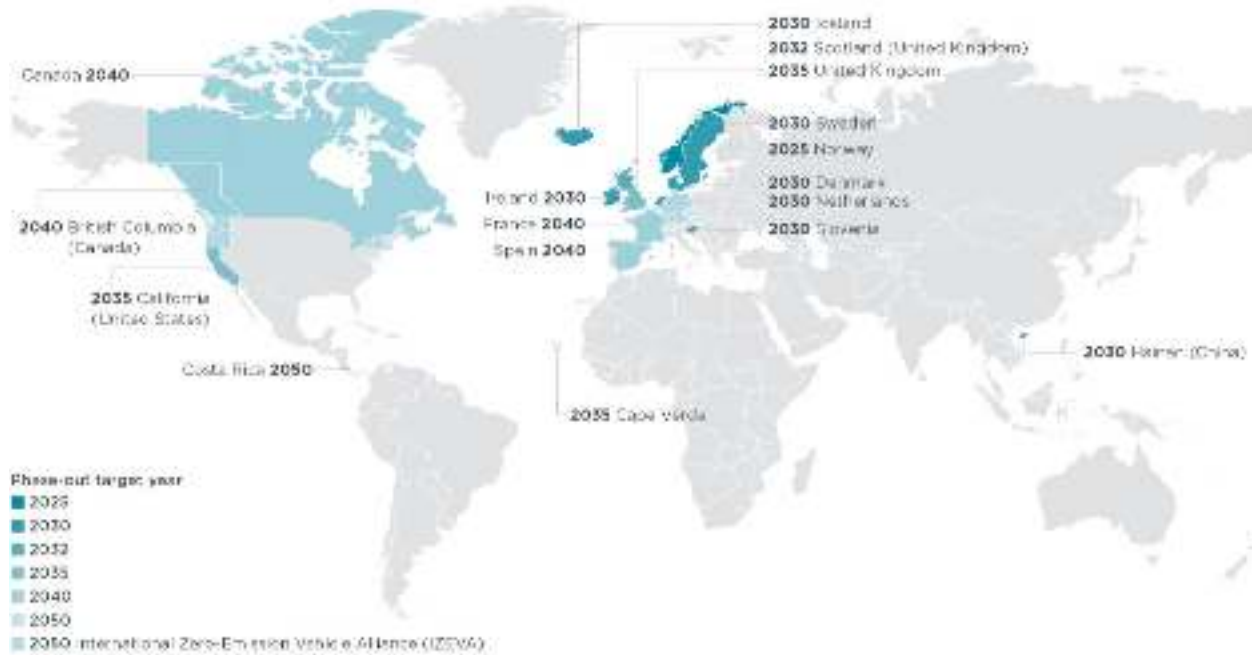 2030 Iceland
2032 Scotland (United Kingdom)
2035 United Kingdom
Canada 2040
2030 Sweden
2025 Norway
2030 Denmark
2030 Netherlands
2030 Slovenia
Ireland 2030
France 2040
Spain 2040
2040 British Columbia
(Canada)
2035 California
(United States)
Costa Rica 2050
2035 Cape Verde
2030 Hainan (China)
Phase-out target year
2025
2030
2032
2035
2040
2050
2050 International Zero-Emission Vehicle Alliance (IZEVA)